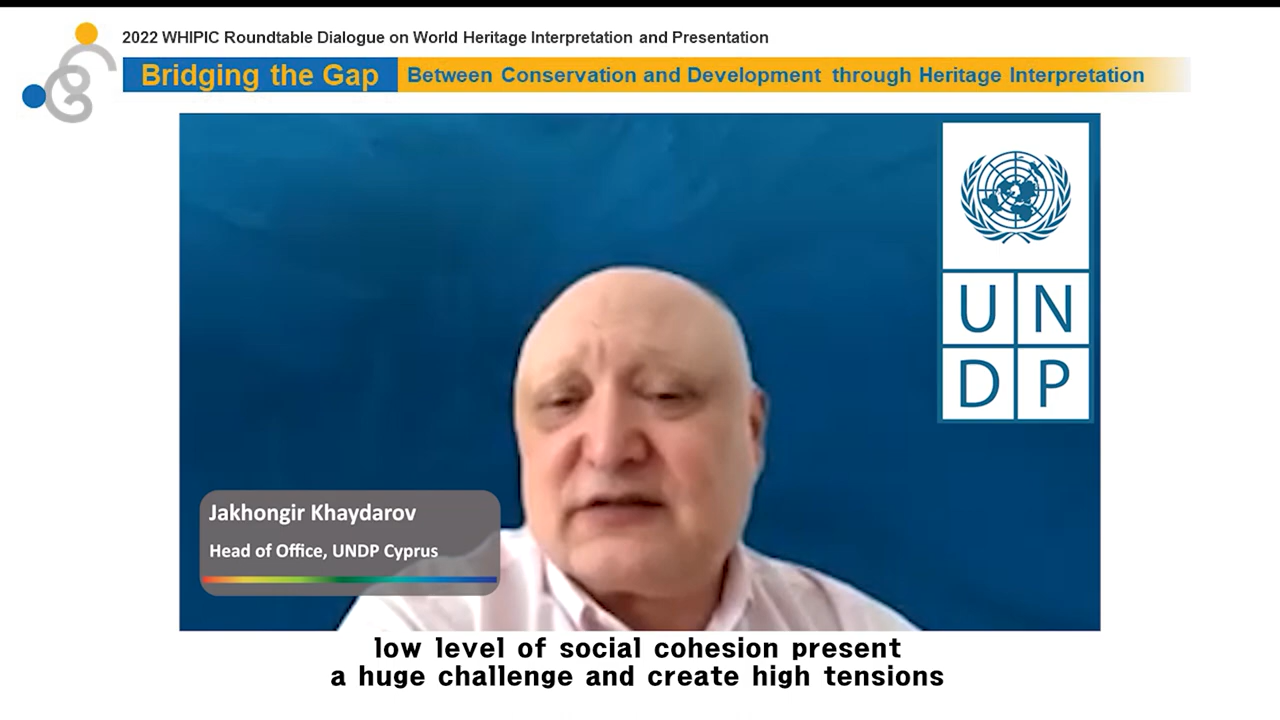 2022 WHIPIC Roundtable Dialogue on World Heritage Interpretation and Presentation
Bridging the Gap Between Conservation and Development through Heritage Interpretation
U N
D P
Jakhongir Khaydarov
Head of Office, UNDP Cyprus
low level of social cohesion present
a huge challenge and create high tensions